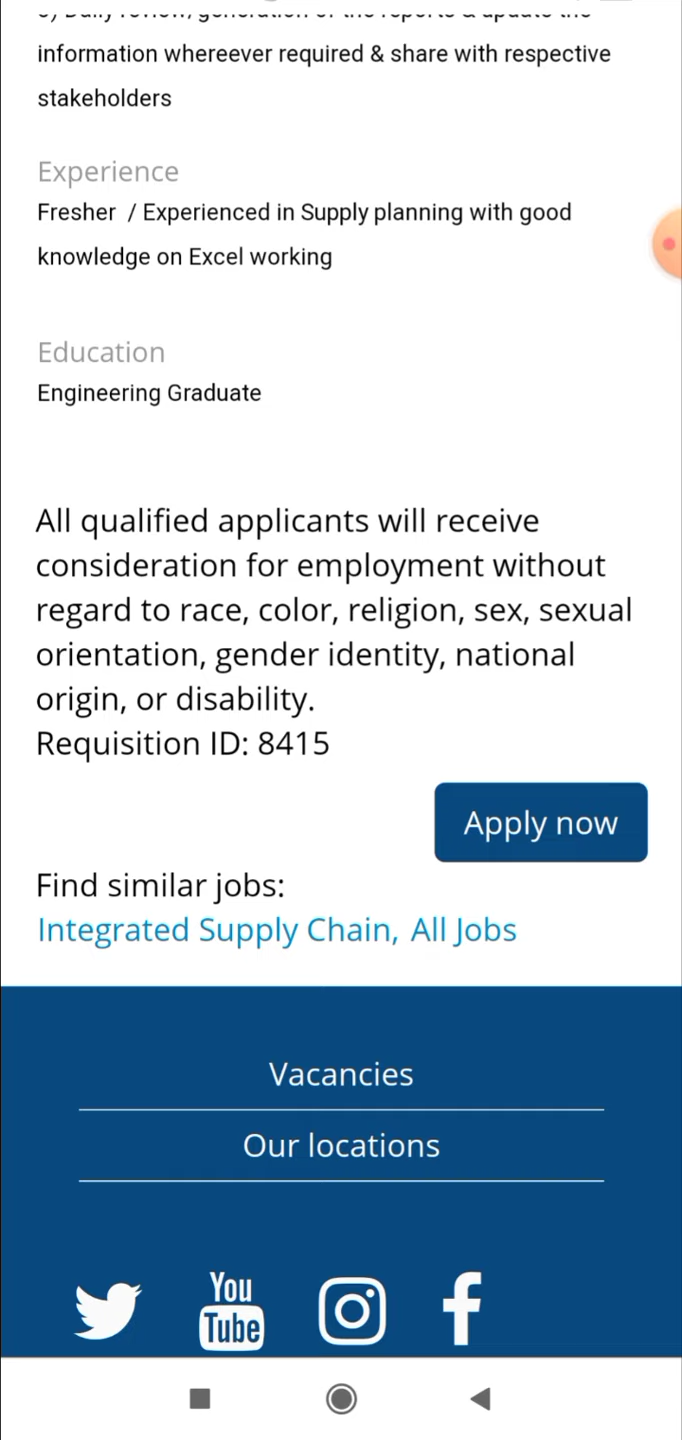 information whereever required & share with respective
stakeholders
Experience
Fresher / Experienced in Supply planning with good
knowledge on Excel working
Education
Engineering Graduate
All qualified applicants will receive
consideration for employment without
regard to race, color, religion, sex, sexual
orientation, gender identity, national
origin, or disability.
Requisition ID: 8415
Apply now
Find similar jobs:
Integrated Supply Chain, All Jobs
Vacancies
Our locations
You
Tube